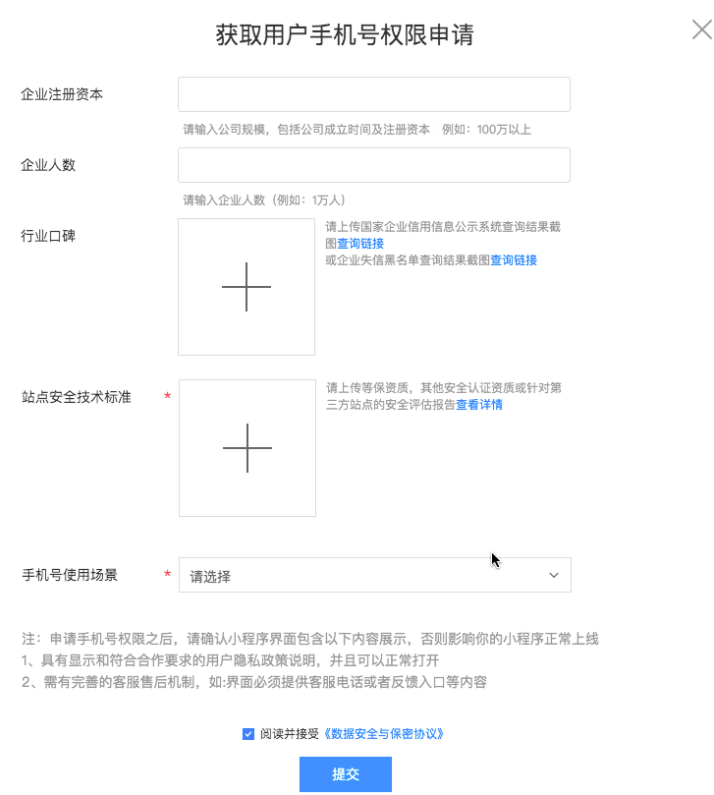 获取用户手机号权限申请
企业注册资本
请输入公司规模，包括公司成立时间及注册资本 例如：100万以上
企业人数
请输入企业人数（例如：1万人）
行业口碑
请上传国家企业信用信息公示系统查询结果截
图查询链接
或企业失信黑名单查询结果截图查询链接
站点安全技术标准 *
请上传等保资质，其他安全认证资质或针对第
三方站点的安全评估报告查看详情
手机号使用场景 *
请选择
注：申请手机号权限之后，请确认小程序界面包含以下内容展示，否则影响你的小程序正常上线
1、具有显示和符合合作要求的用户隐私政策说明，并且可以正常打开
2、需有完善的客服售后机制，如:界面必须提供客服电话或者反馈入口等内容
阅读并接受《数据安全与保密协议》
提交